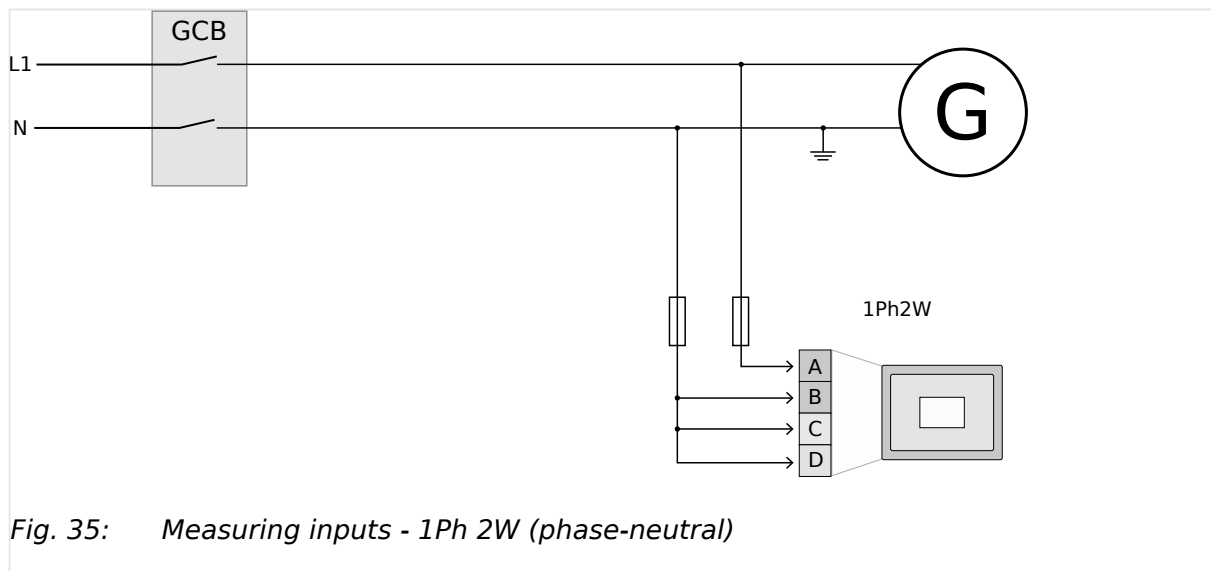 GCB
L1
N
G
1Ph2W
A
B
C
D
Fig. 35: Measuring inputs - 1Ph 2W (phase-neutral)